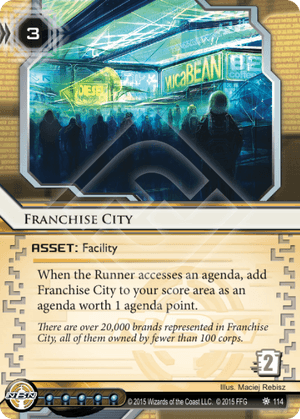 3
DIESEL
MCABEAN
FRANCHISE CITY
ASSET: Facility
When the Runner accesses an agenda, add
Franchise City to your score area as an
agenda worth 1 agenda point.
There are over 20,000 brands represented in Franchise
City, all of them owned by fewer than 100 corps.
2
Illus. Maciej Rebisz
NBN
© 2015 Wizards of the Coast LLC. © 2015 FFG
114